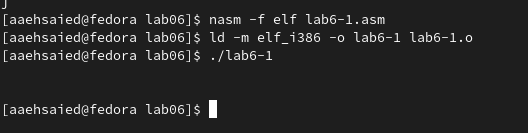 [aaehsaied@fedora lab06]$ nasm -f elf lab6-1.asm
[aaehsaied@fedora lab06]$ ld -m elf_i386 -o lab6-1 lab6-1.o
[aaehsaied@fedora lab06]$ ./lab6-1
[aaehsaied@fedora lab06]$